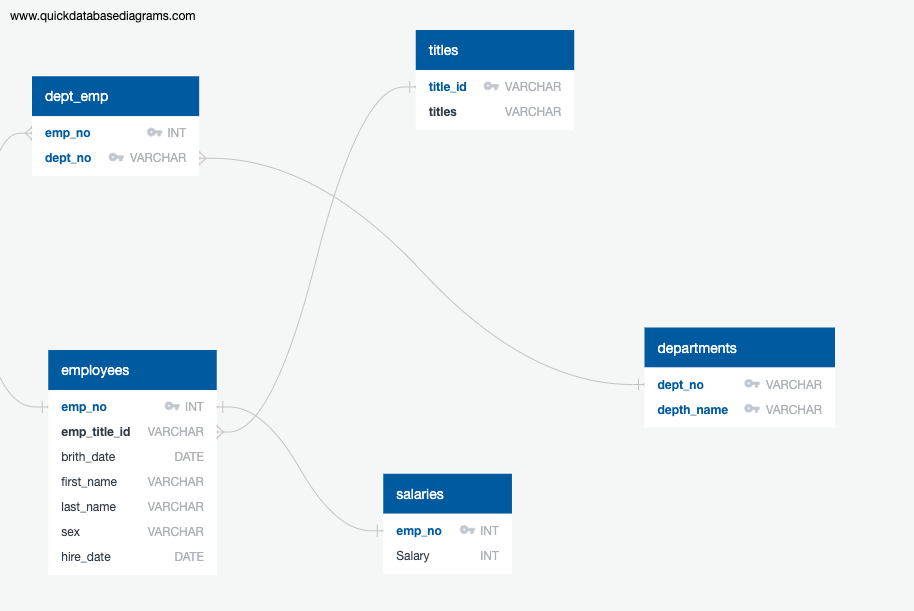 www.quickdatabasediagrams.com
titles
title_id VARCHAR
titles VARCHAR
dept_emp
emp_no INT
dept_no VARCHAR
departments
dept_no VARCHAR
depth_name VARCHAR
employees
emp_no INT
emp_title_id VARCHAR
brith_date DATE
first_name VARCHAR
last_name VARCHAR
sex VARCHAR
hire_date DATE
salaries
emp_no INT
Salary INT